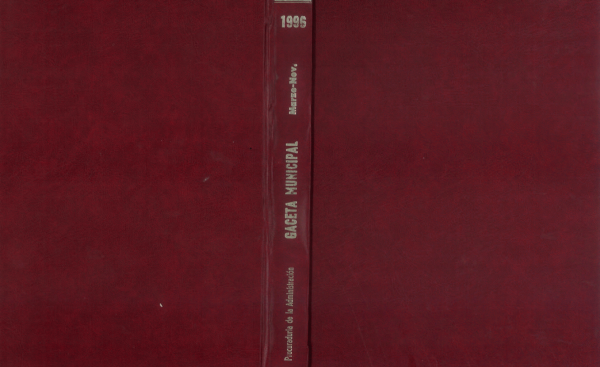 1996
Marzo-Nov.
GACETA MUNICIPAL
Procuraduría de la Administración